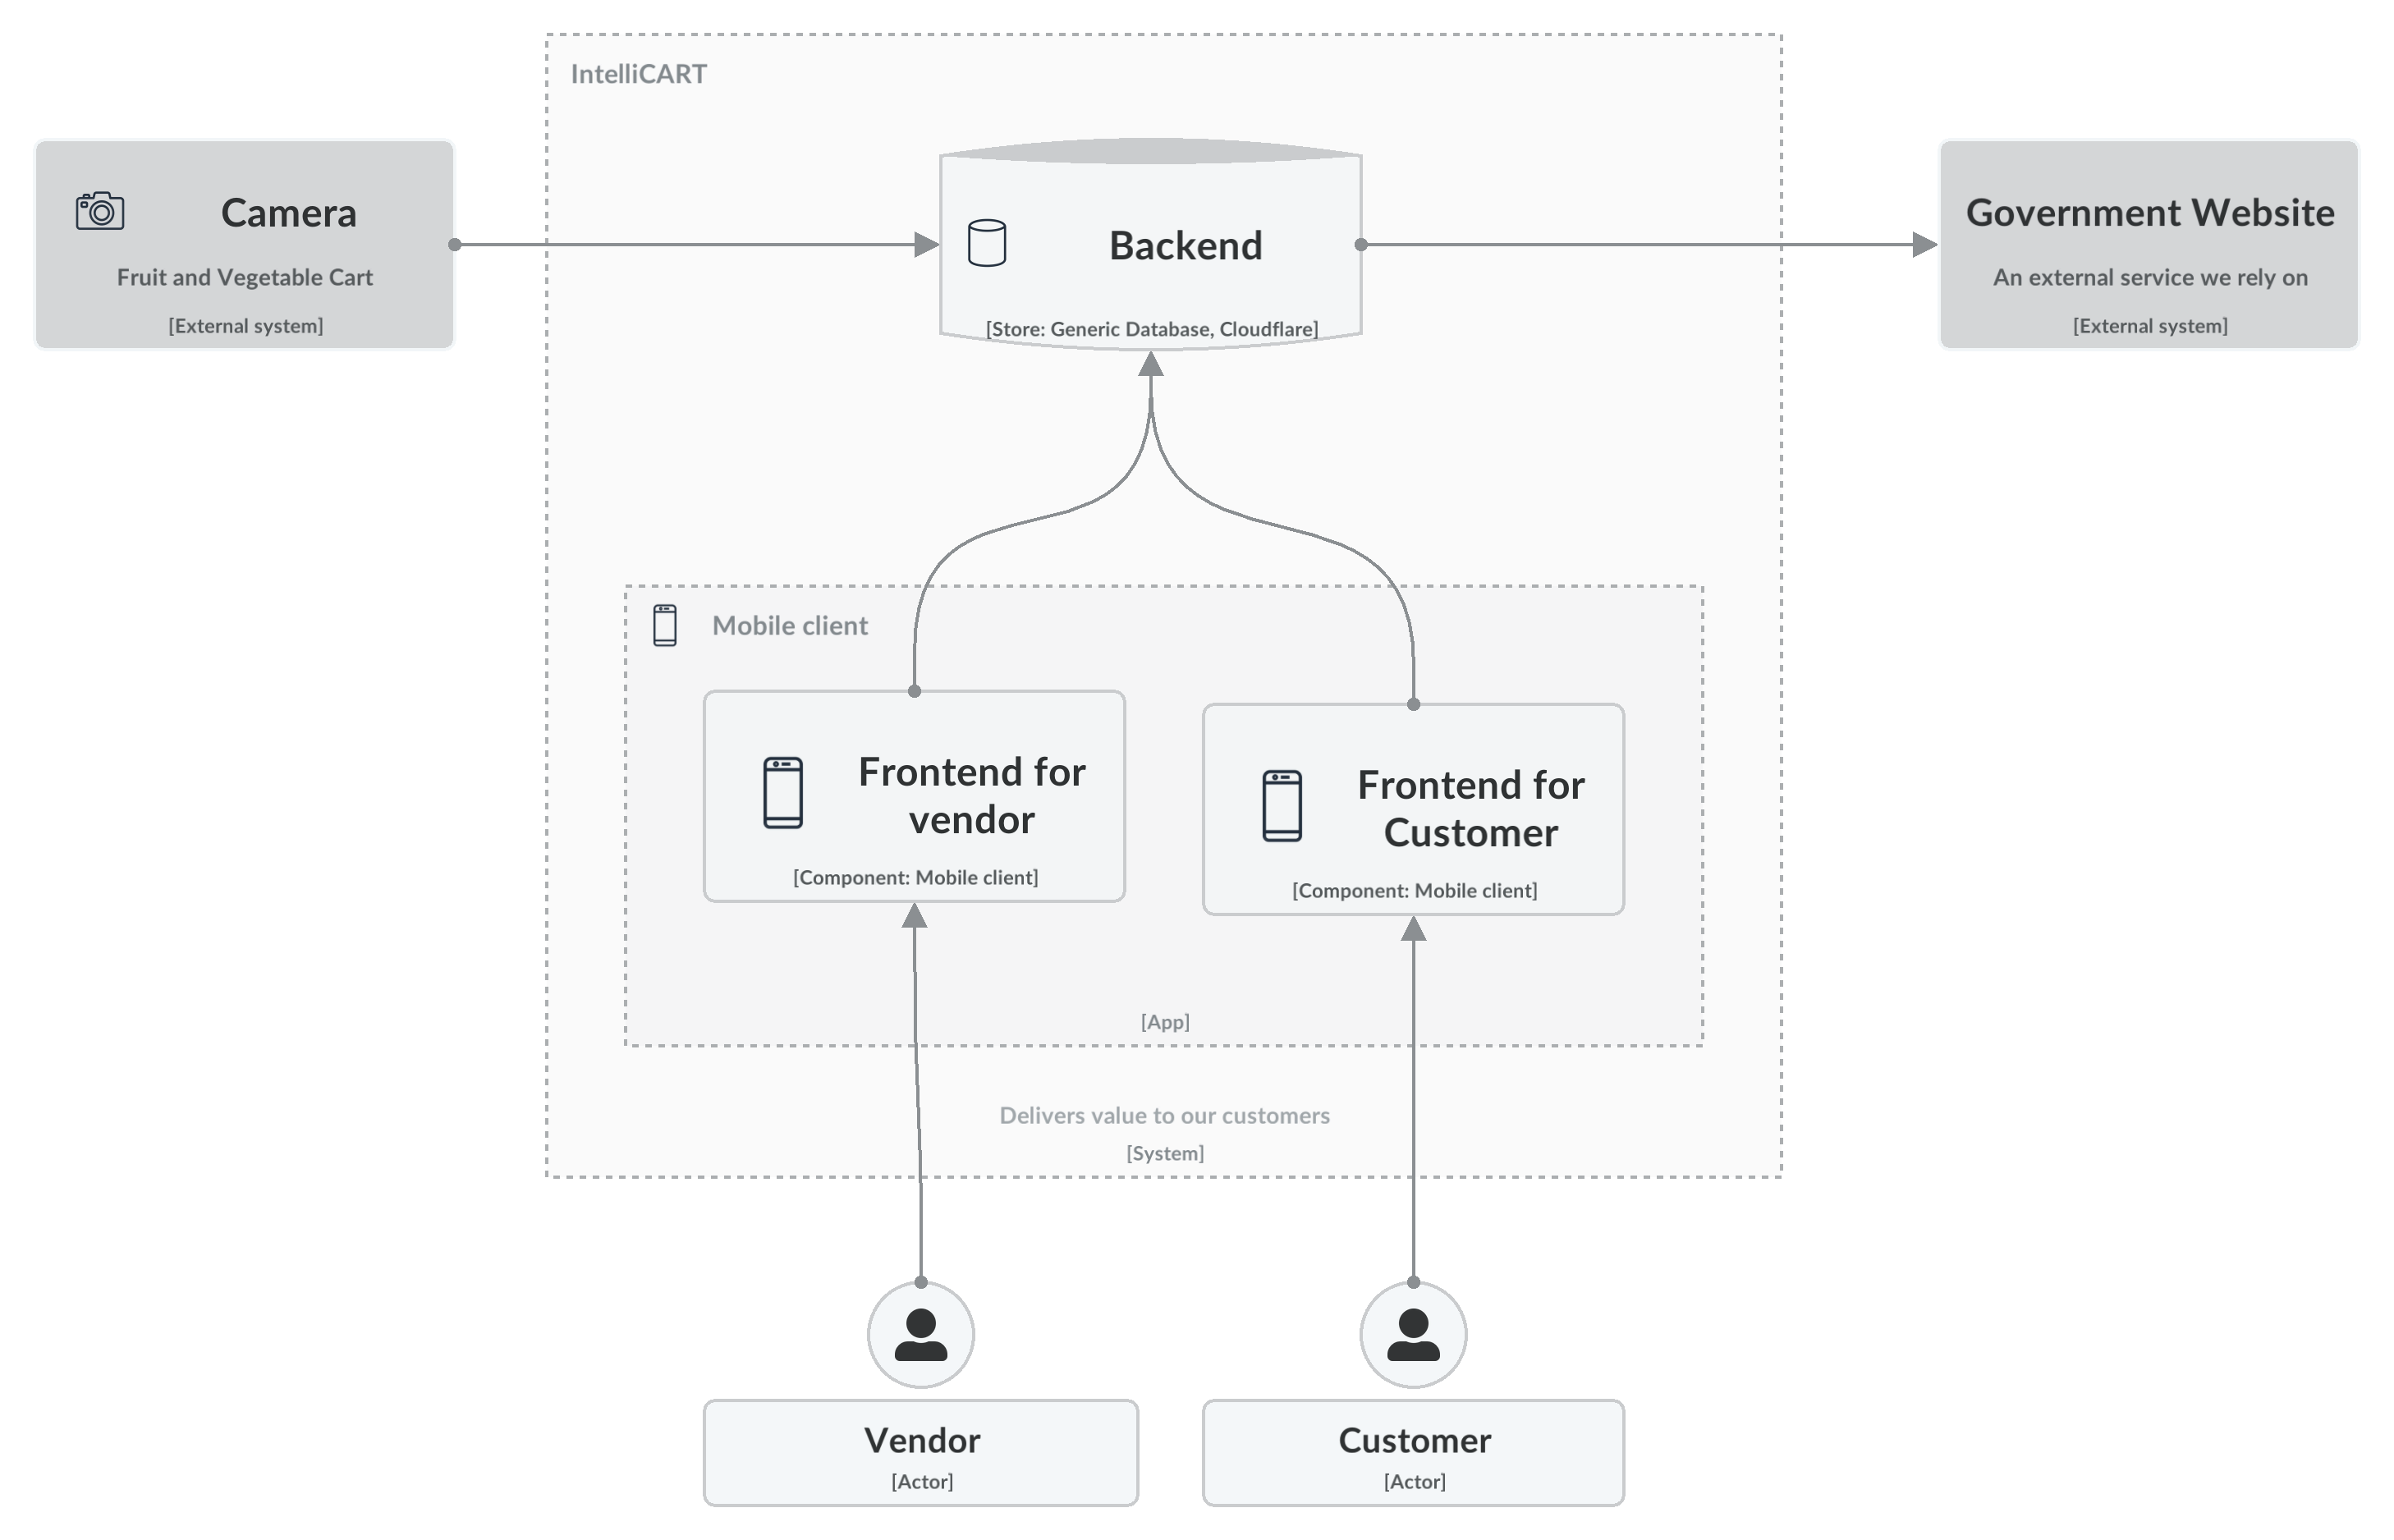 IntelliCART
Camera
Fruit and Vegetable Cart
[External system]
Backend
[Store: Generic Database, Cloudflare]
Government Website
An external service we rely on
[External system]
Mobile client
Frontend for
vendor
[Component: Mobile client]
Frontend for
Customer
[Component: Mobile client]
[App]
Delivers value to our customers
[System]
Vendor
[Actor]
Customer
[Actor]